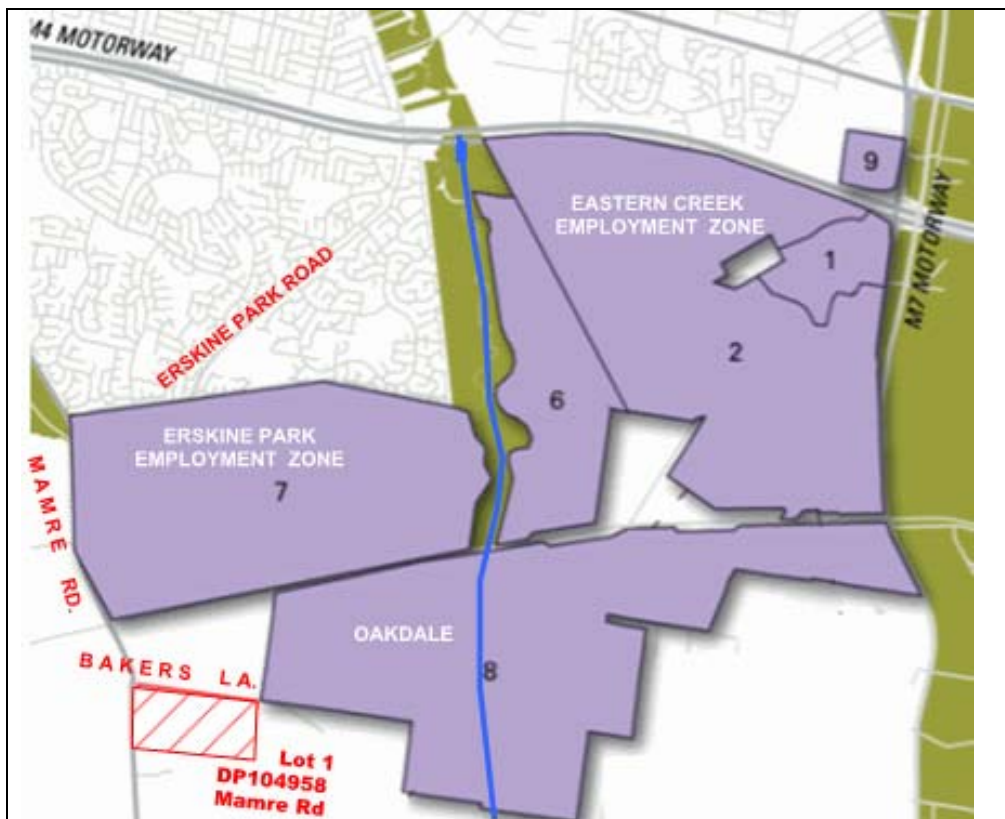 M4 MOTORWAY
9
EASTERN CREEK
EMPLOYMENT ZONE
1
M7 MOTORWAY
ERSKINE PARK ROAD
2
6
ERSKINE PARK
EMPLOYMENT ZONE
7
MAMRE RD.
OAKDALE
8
BAKERS LA.
Lot 1
DP104958
Mamre Rd